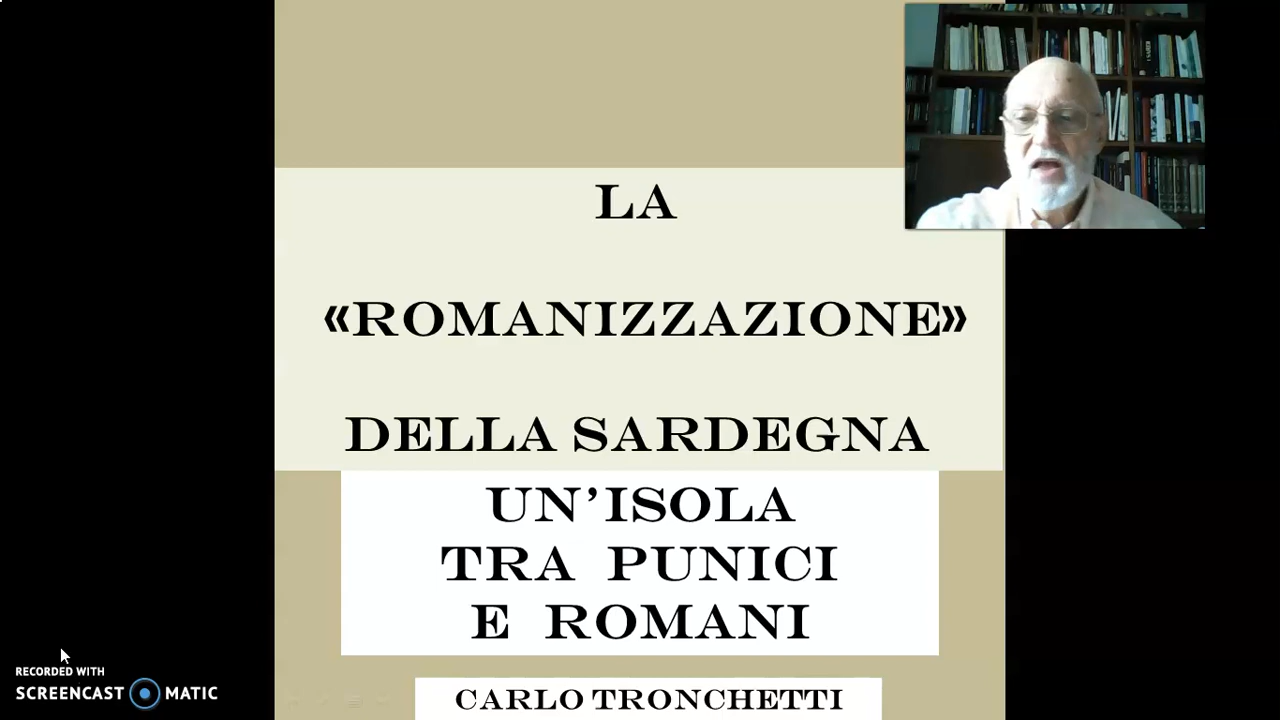 LA
«ROMANIZZAZIONE»
DELLA SARDEGNA
UN’ISOLA
TRA PUNICI
E ROMANI
CARLO TRONCHETTI
RECORDED WITH
SCREENCAST MATIC